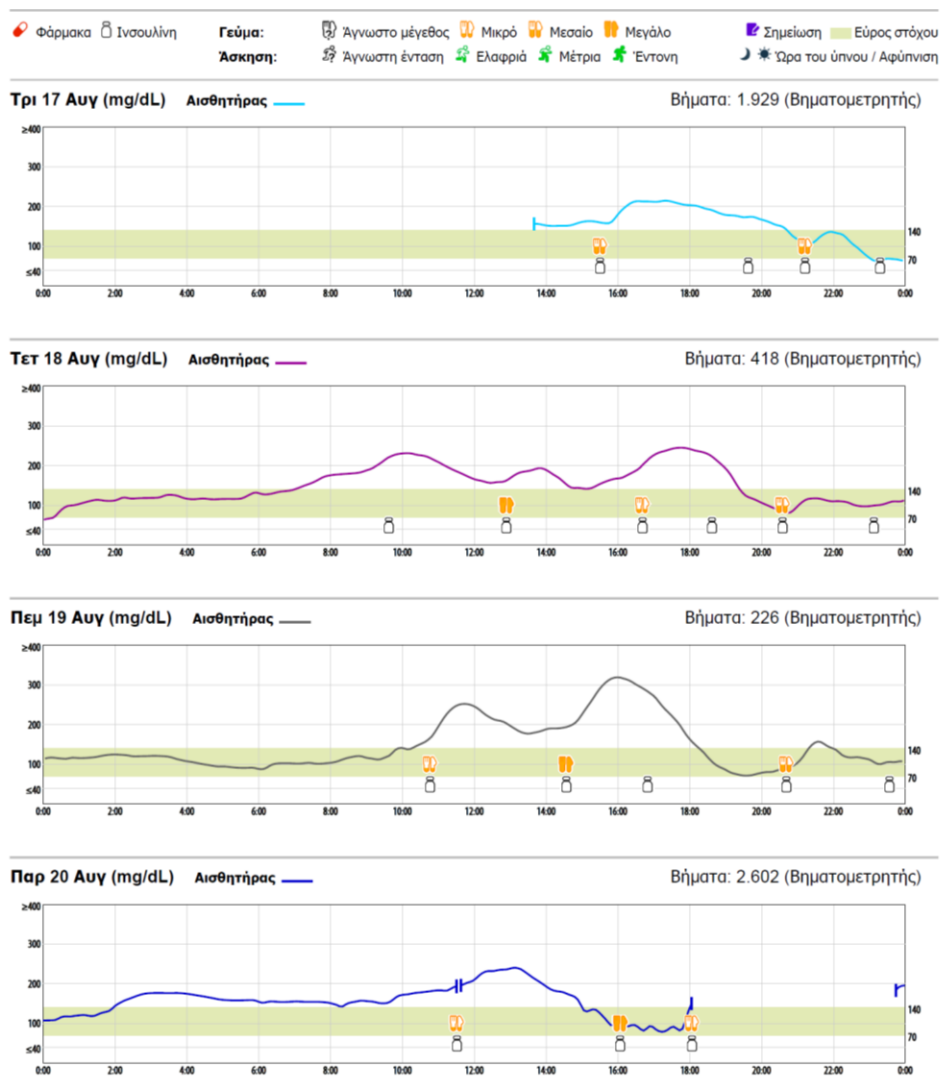 Φάρμακα Ινσουλίνη Γεύμα: Άγνωστο μέγεθος Μικρό Μεσαίο Μεγάλο Σημείωση Εύρος στόχου
Άσκηση: Άγνωστη ένταση Ελαφριά Μέτρια Έντονη Ώρα του ύπνου / Αφύπνιση
Τρι 17 Αυγ (mg/dL) Αισθητήρας Βήματα: 1.929 (Βηματομετρητής)
≥400
300
200
140
100
70
≤40
0:00 2:00 4:00 6:00 8:00 10:00 12:00 14:00 16:00 18:00 20:00 22:00 0:00
Τετ 18 Αυγ (mg/dL) Αισθητήρας Βήματα: 418 (Βηματομετρητής)
≥400
300
200
140
100
70
≤40
0:00 2:00 4:00 6:00 8:00 10:00 12:00 14:00 16:00 18:00 20:00 22:00 0:00
Πεμ 19 Αυγ (mg/dL) Αισθητήρας Βήματα: 226 (Βηματομετρητής)
≥400
300
200
140
100
70
≤40
0:00 2:00 4:00 6:00 8:00 10:00 12:00 14:00 16:00 18:00 20:00 22:00 0:00
Παρ 20 Αυγ (mg/dL) Αισθητήρας Βήματα: 2.602 (Βηματομετρητής)
≥400
300
200
140
100
70
≤40
0:00 2:00 4:00 6:00 8:00 10:00 12:00 14:00 16:00 18:00 20:00 22:00 0:00